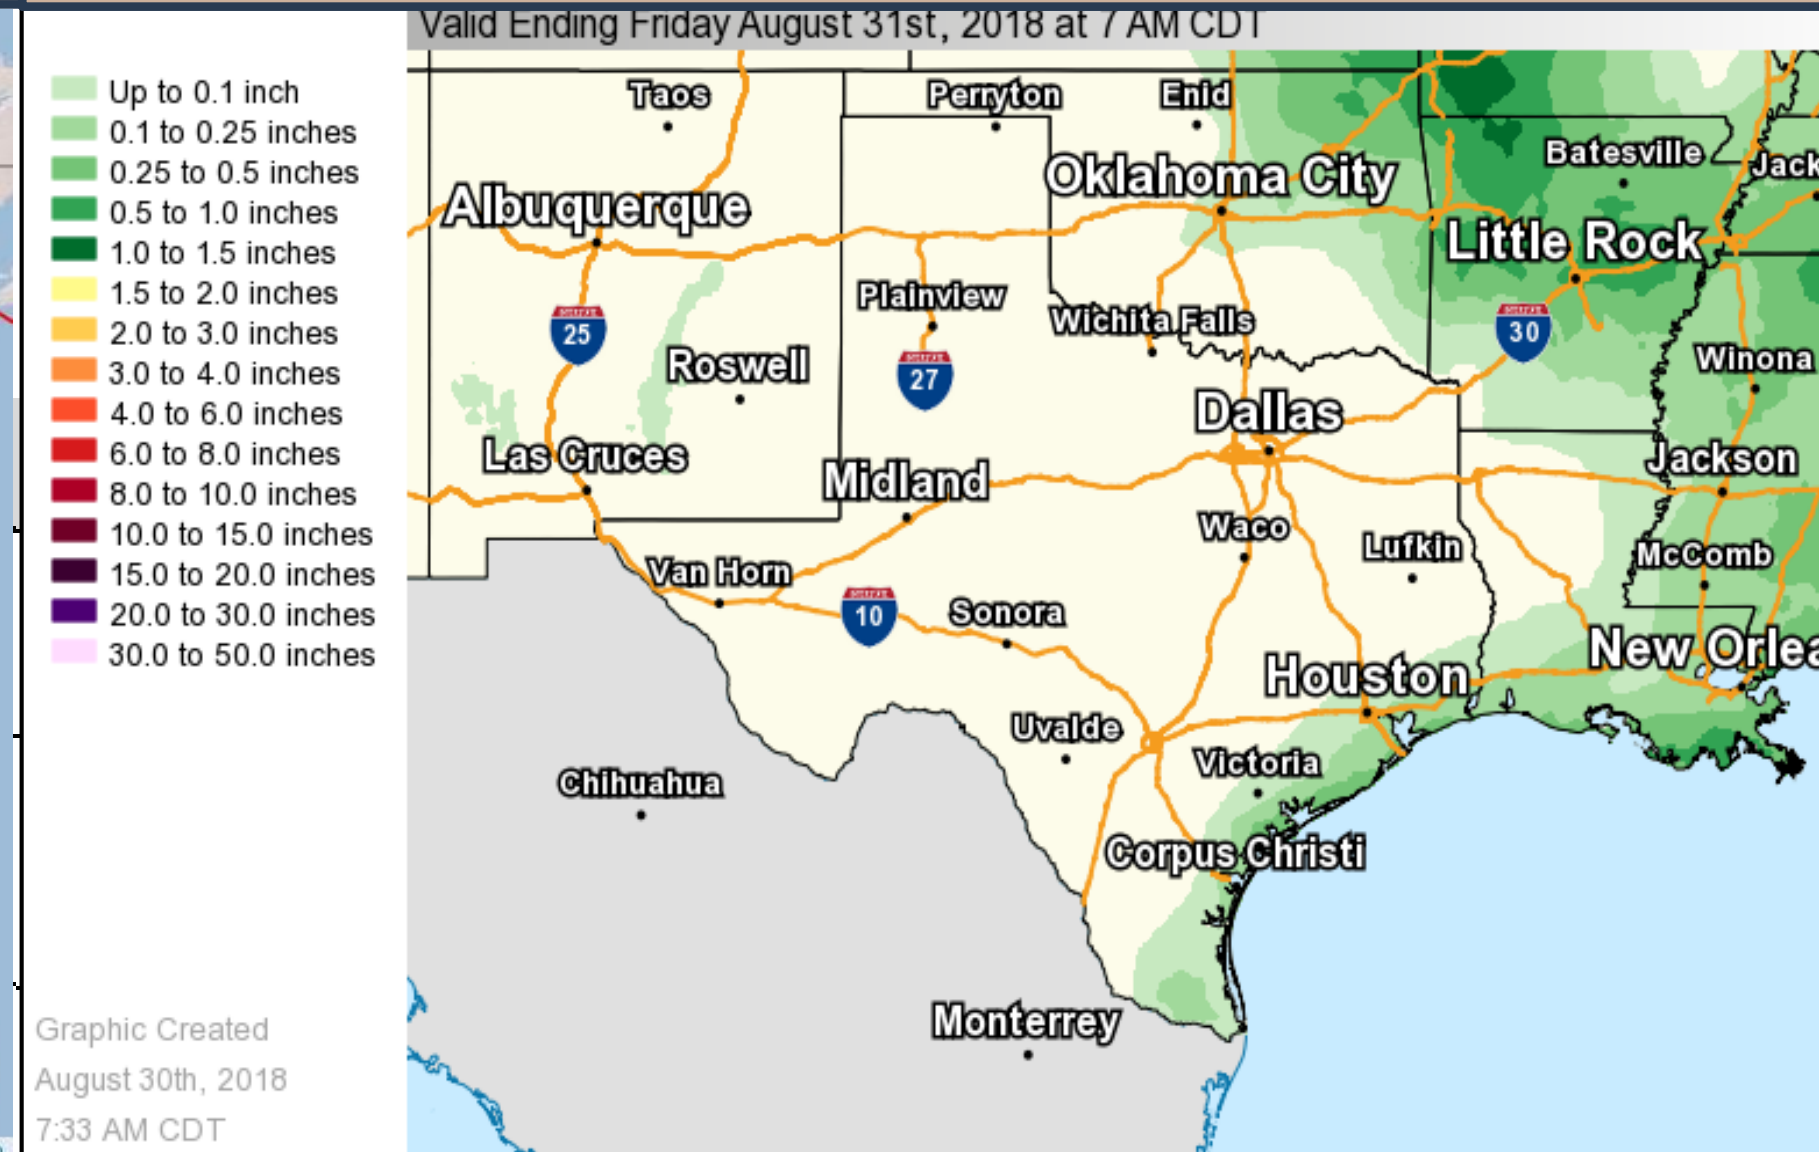 Valid Ending Friday August 31st, 2018 at 7 AM CDT
Up to 0.1 inch
0.1 to 0.25 inches
0.25 to 0.5 inches
0.5 to 1.0 inches
1.0 to 1.5 inches
1.5 to 2.0 inches
2.0 to 3.0 inches
3.0 to 4.0 inches
4.0 to 6.0 inches
6.0 to 8.0 inches
8.0 to 10.0 inches
10.0 to 15.0 inches
15.0 to 20.0 inches
20.0 to 30.0 inches
30.0 to 50.0 inches
Graphic Created
August 30th, 2018
7:33 AM CDT
Taos
Perryton
Enid
Batesville
Jack
Oklahoma City
Albuquerque
Little Rock
Plainview
Wichita Falls
25
30
Roswell
27
Winona
Dallas
Las Cruces
Midland
Jackson
Waco
Lufkin
McComb
Van Horn
10
Sonora
New Orlea
Houston
Uvalde
Victoria
Chihuahua
Corpus Christi
Monterrey